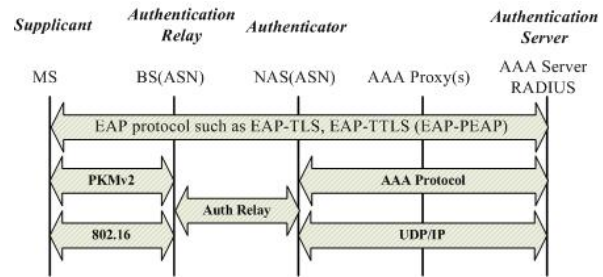 Supplicant
Authentication
Relay
Authenticator
Authentication
Server
MS
BS(ASN)
NAS(ASN)
AAA Proxy(s)
AAA Server
RADIUS
EAP protocol such as EAP-TLS, EAP-TTLS (EAP-PEAP)
PKMv2
AAA Protocol
Auth Relay
802.16
UDP/IP